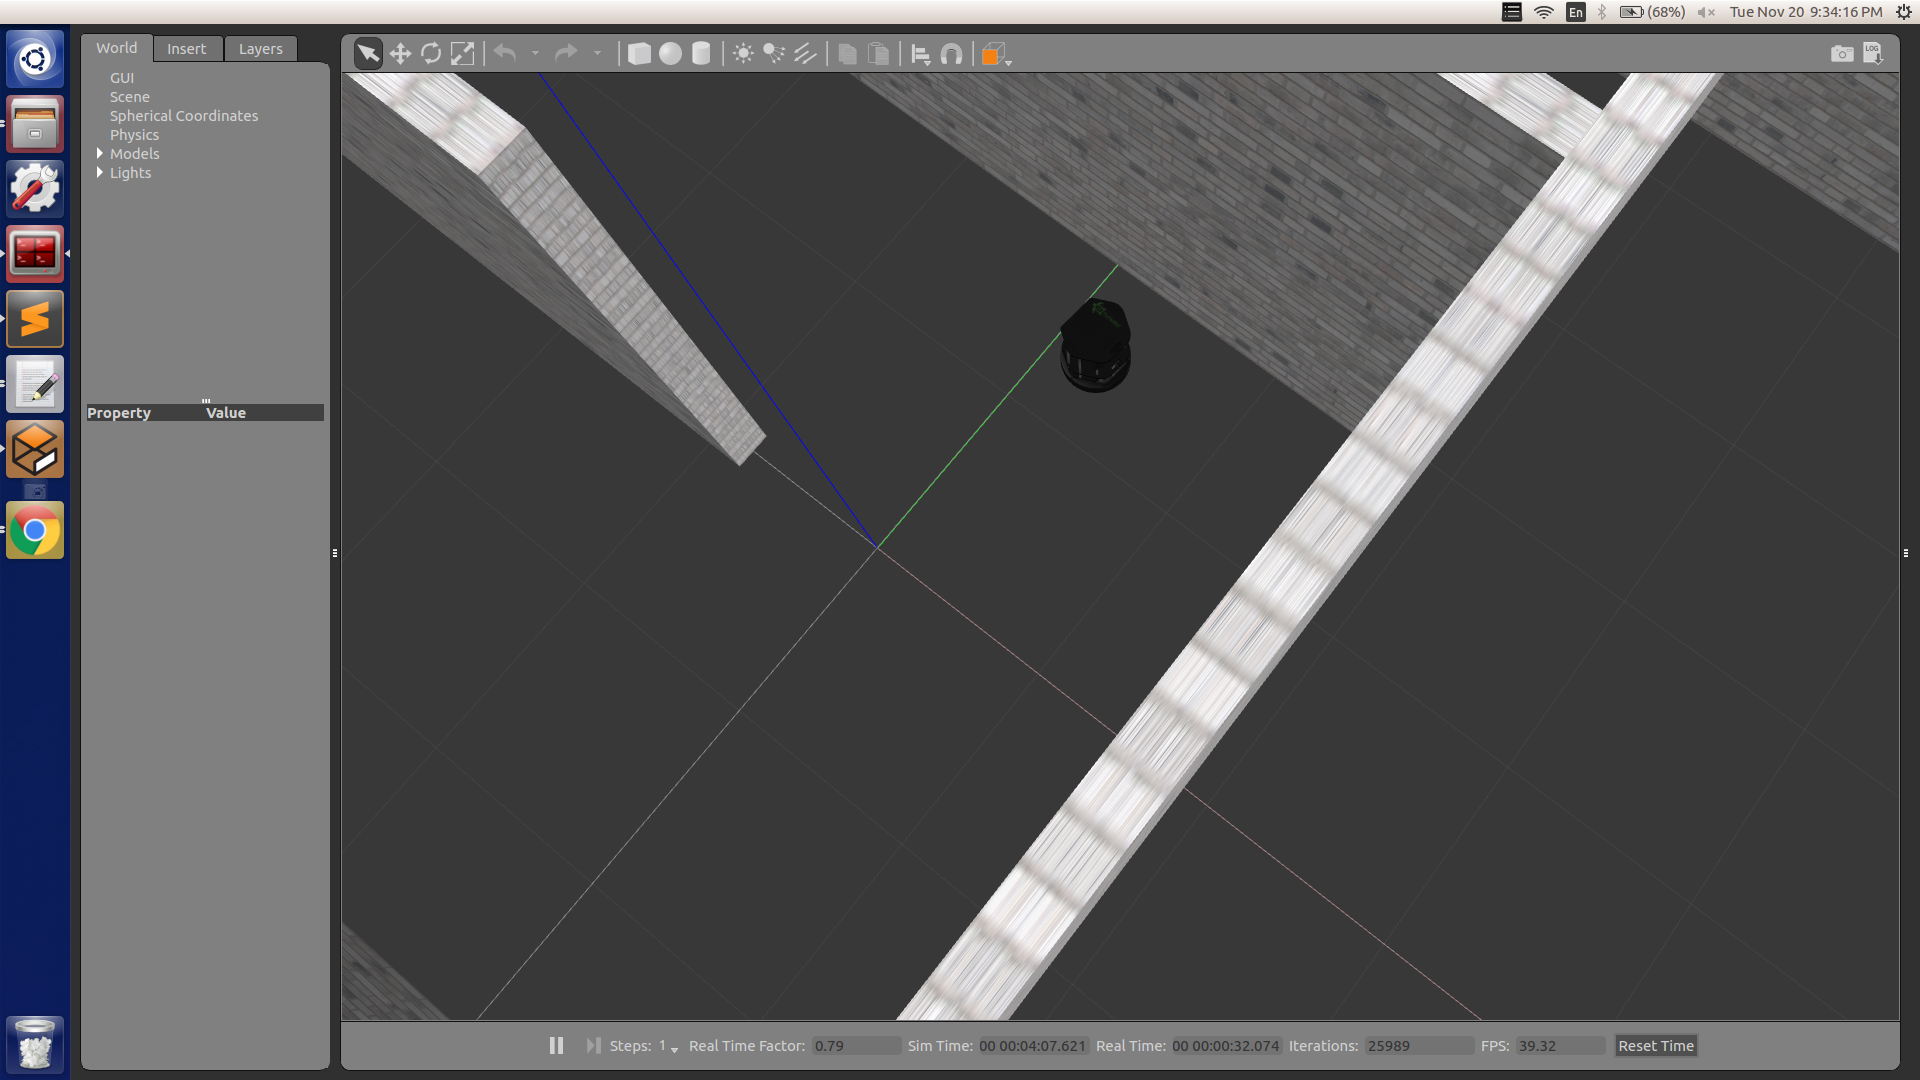 En (68%) Tue Nov 20 9:34:16 PM
World Insert Layers
LOG
GUI
Scene
Spherical Coordinates
Physics
Models
Lights
Property Value
Steps: 1 Real Time Factor: 0.79 Sim Time: 00 00:04:07.621 Real Time: 00 00:00:32.074 Iterations: 25989 FPS: 39.32 Reset Time